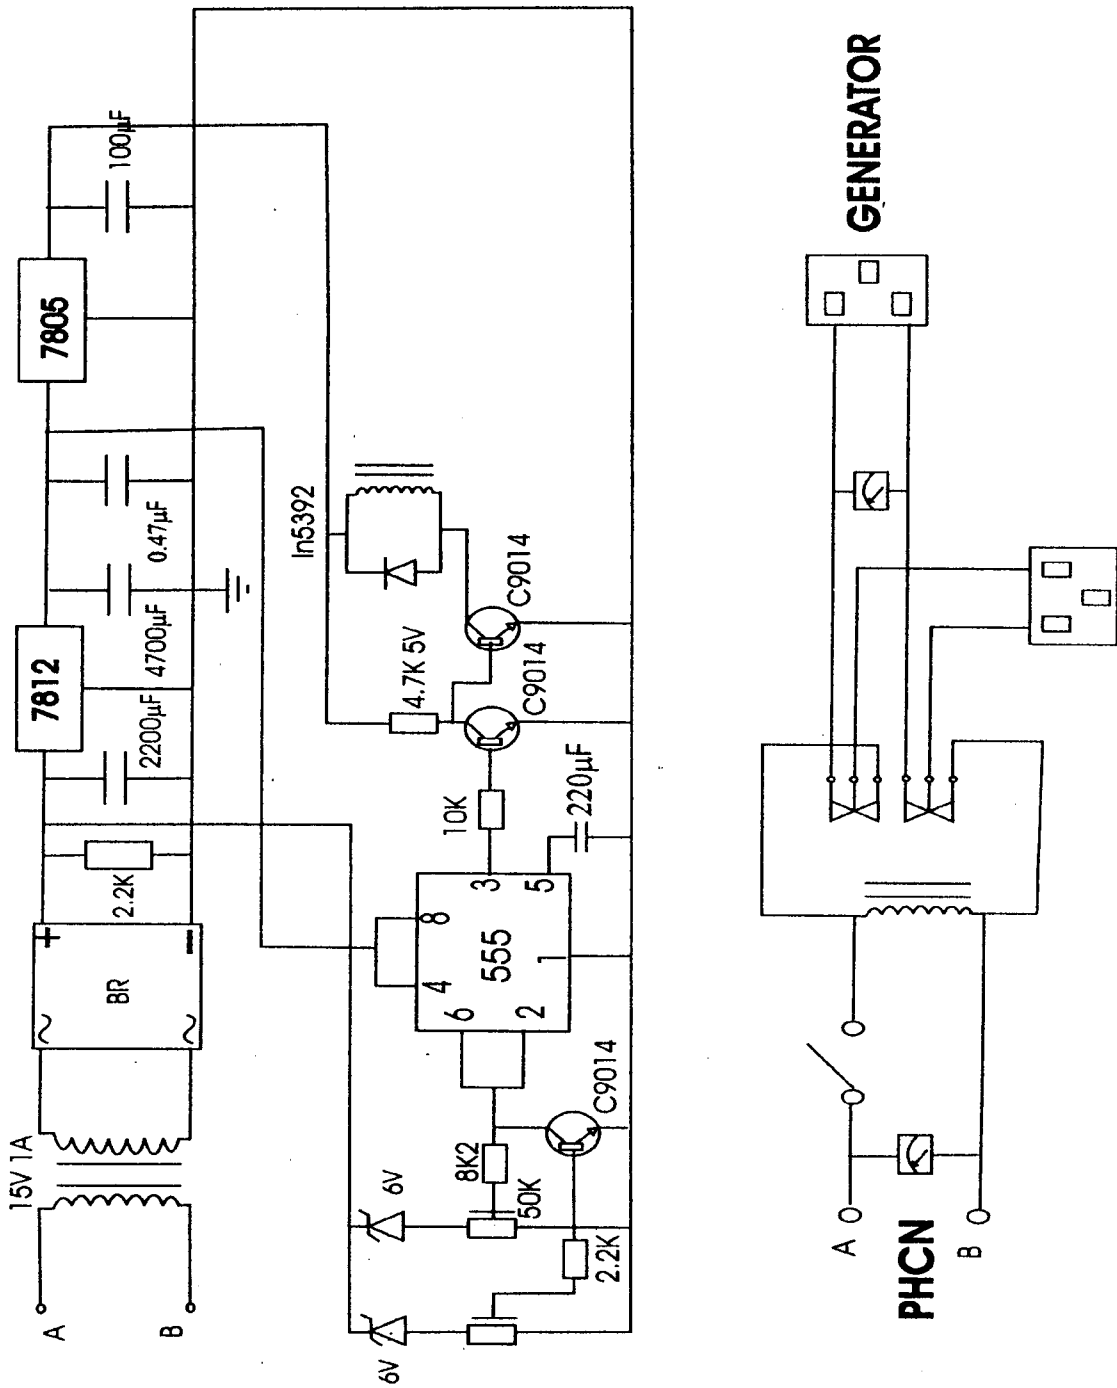 15V 1A
A
B
BR
~
~
+
−
2.2K
2200µF
7812
4700µF
0.47µF
7805
100µF
6V
6V
50K
8K2
2.2K
C9014
555
6
2
4
8
3
5
1
10K
220µF
4.7K 5V
C9014
C9014
In5392
A
B
PHCN
GENERATOR